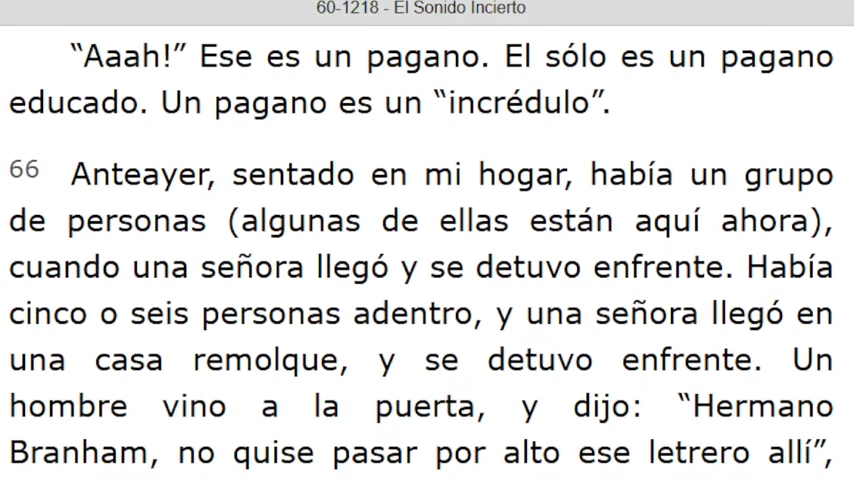 60-1218 - El Sonido Incierto
“Aaah!” Ese es un pagano. El sólo es un pagano
educado. Un pagano es un “incrédulo”.
66 Anteayer, sentado en mi hogar, había un grupo
de personas (algunas de ellas están aquí ahora),
cuando una señora llegó y se detuvo enfrente. Había
cinco o seis personas adentro, y una señora llegó en
una casa remolque, y se detuvo enfrente. Un
hombre vino a la puerta, y dijo: “Hermano
Branham, no quise pasar por alto ese letrero allí”,